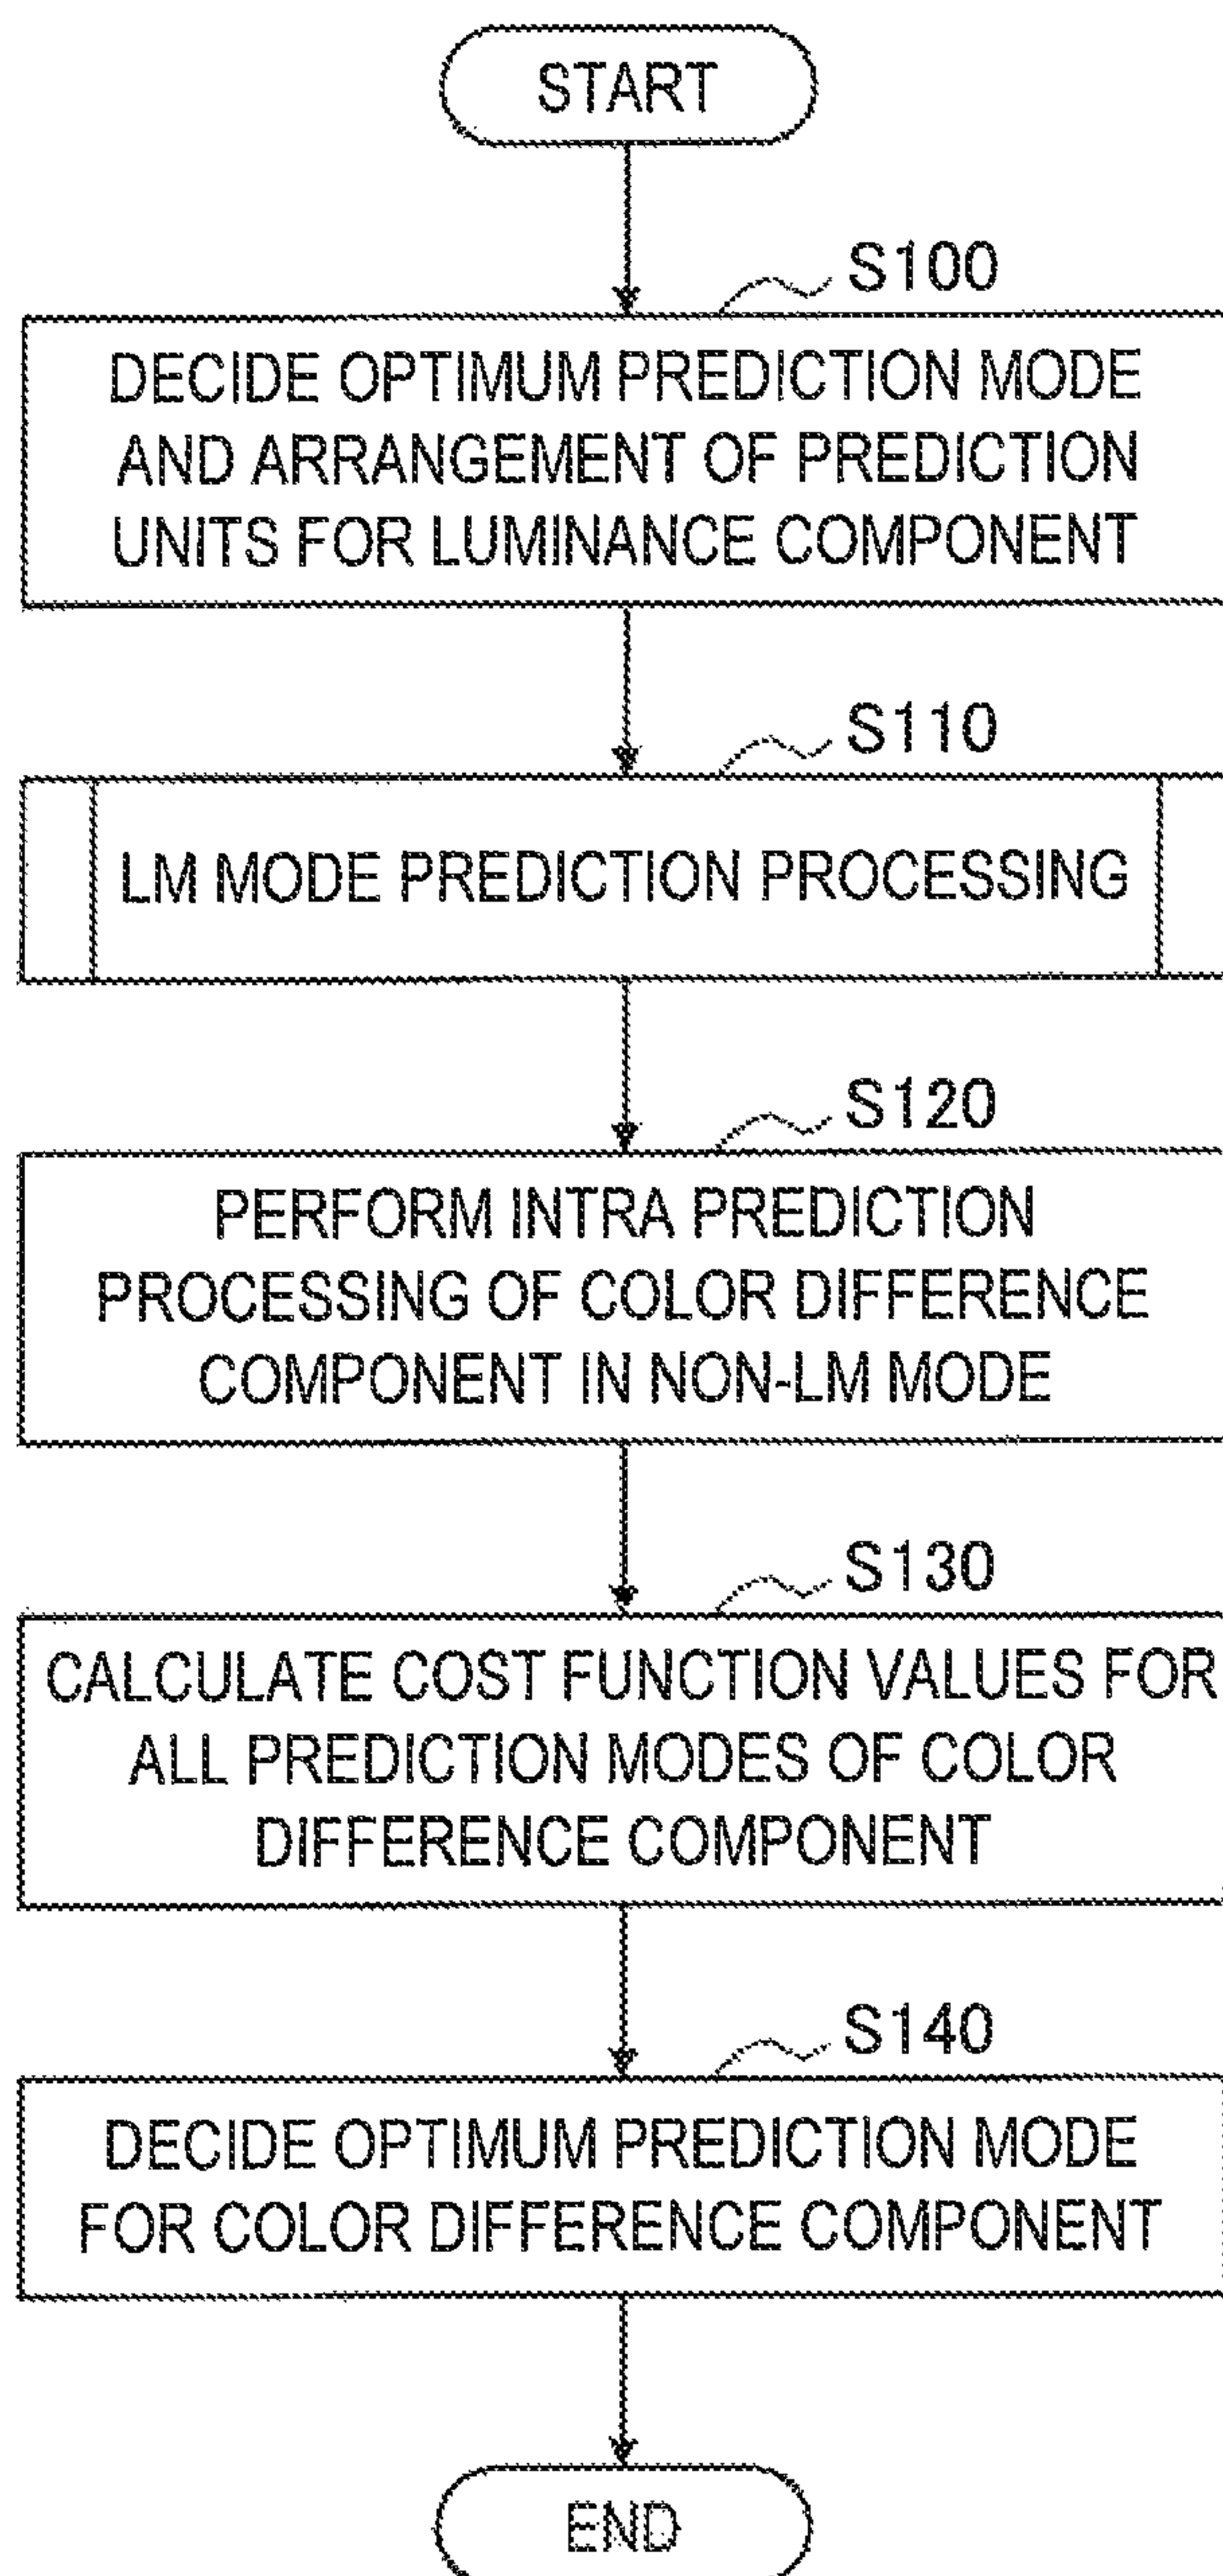 START
S100
DECIDE OPTIMUM PREDICTION MODE
AND ARRANGEMENT OF PREDICTION
UNITS FOR LUMINANCE COMPONENT
S110
LM MODE PREDICTION PROCESSING
S120
PERFORM INTRA PREDICTION
PROCESSING OF COLOR DIFFERENCE
COMPONENT IN NON-LM MODE
S130
CALCULATE COST FUNCTION VALUES FOR
ALL PREDICTION MODES OF COLOR
DIFFERENCE COMPONENT
S140
DECIDE OPTIMUM PREDICTION MODE
FOR COLOR DIFFERENCE COMPONENT
END